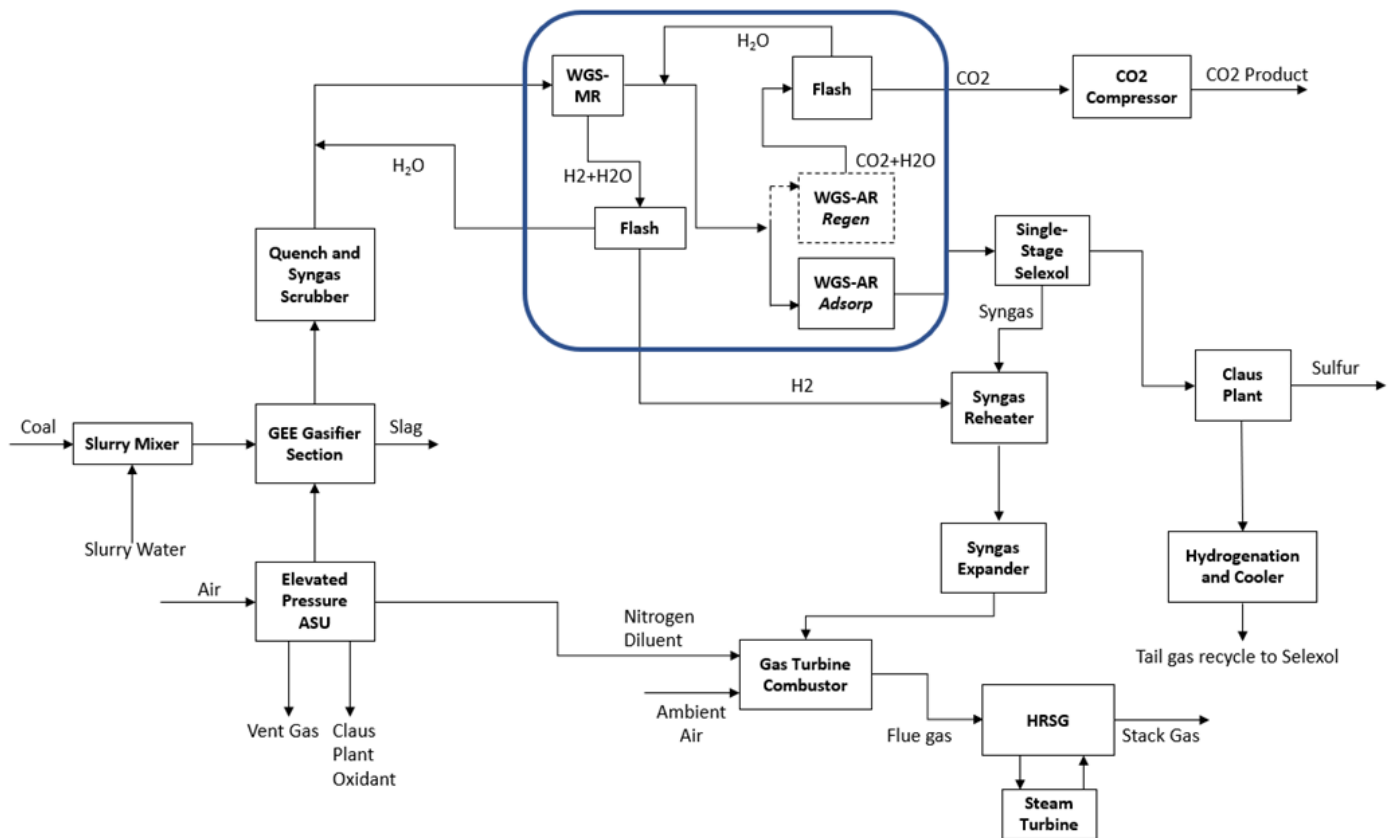 H2O
WGS-
MR
Flash
CO2
CO2
Compressor
CO2 Product
H2O
H2+H2O
CO2+H2O
WGS-AR
Regen
Flash
Quench and
Syngas
Scrubber
WGS-AR
Adsorp
Single-
Stage
Selexol
Syngas
Claus
Plant
Sulfur
H2
Syngas
Reheater
Coal
Slurry Mixer
GEE Gasifier
Section
Slag
Slurry Water
Syngas
Expander
Hydrogenation
and Cooler
Air
Elevated
Pressure
ASU
Nitrogen
Diluent
Gas Turbine
Combustor
Tail gas recycle to Selexol
Ambient
Air
Vent Gas
Claus
Plant
Oxidant
Flue gas
HRSG
Stack Gas
Steam
Turbine